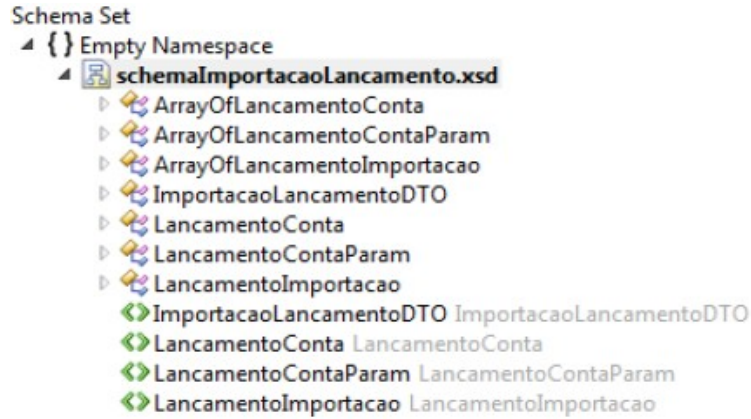 Schema Set
{ } Empty Namespace
schemaImportacaoLancamento.xsd
ArrayOfLancamentoConta
ArrayOfLancamentoContaParam
ArrayOfLancamentoImportacao
ImportacaoLancamentoDTO
LancamentoConta
LancamentoContaParam
LancamentoImportacao
ImportacaoLancamentoDTO ImportacaoLancamentoDTO
LancamentoConta LancamentoConta
LancamentoContaParam LancamentoContaParam
LancamentoImportacao LancamentoImportacao